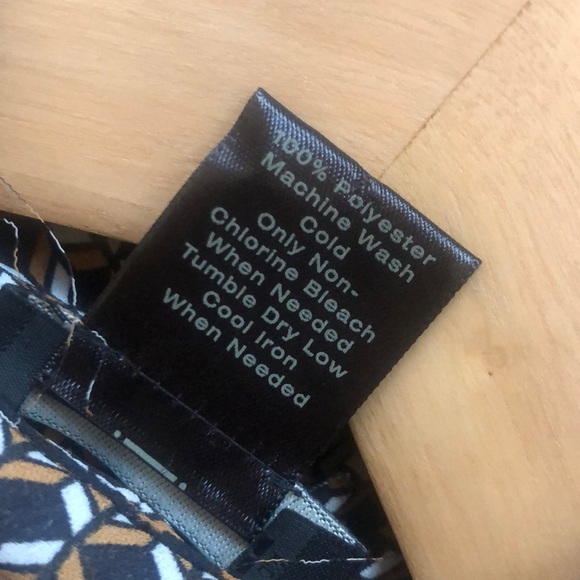 100% Polyester
Machine Wash
Cold
Only Non-
Chlorine Bleach
When Needed
Tumble Dry Low
Cool Iron
When Needed